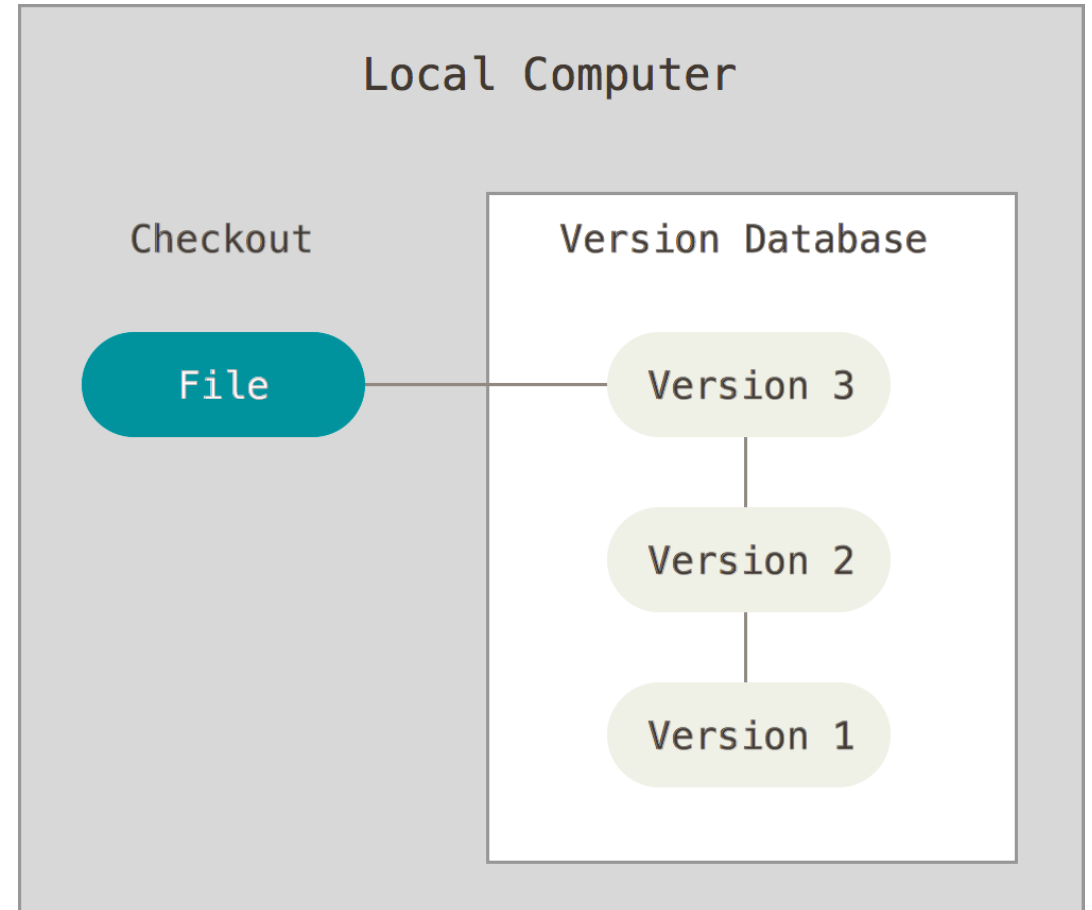 Local Computer
Checkout
Version Database
File
Version 3
Version 2
Version 1